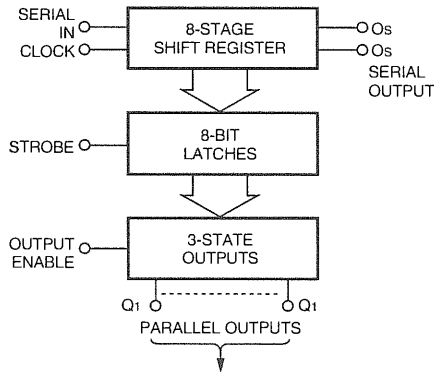 SERIAL
IN
CLOCK
8-STAGE
SHIFT REGISTER
Os
Os
SERIAL
OUTPUT
STROBE
8-BIT
LATCHES
OUTPUT
ENABLE
3-STATE
OUTPUTS
Q1
Q1
PARALLEL OUTPUTS